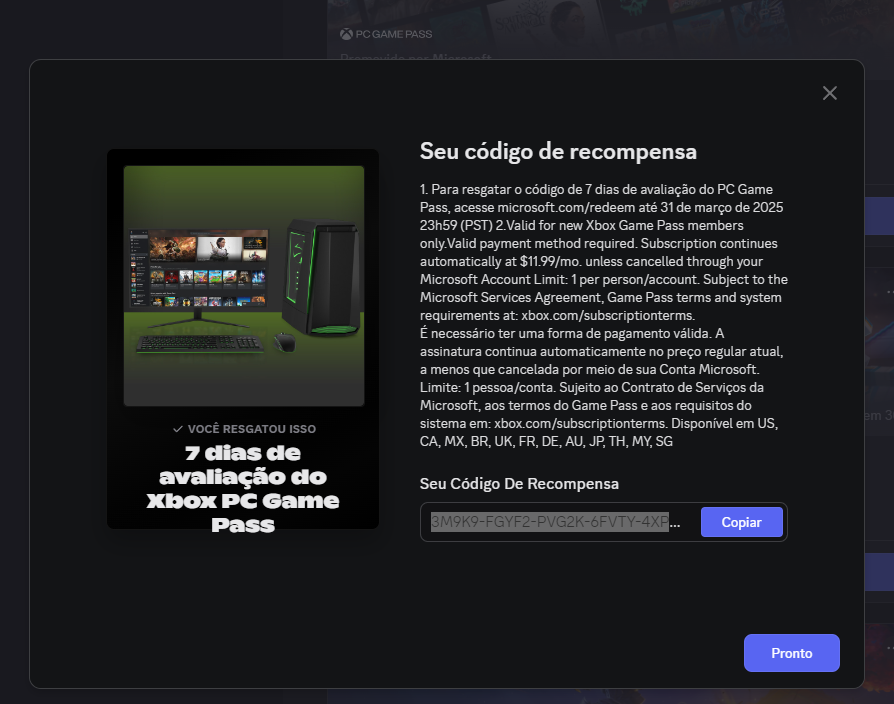 PC GAME PASS
Promovido por Microsoft
Seu código de recompensa
1. Para resgatar o código de 7 dias de avaliação do PC Game
Pass, acesse microsoft.com/redeem até 31 de março de 2025
23h59 (PST) 2.Valid for new Xbox Game Pass members
only.Valid payment method required. Subscription continues
automatically at $11.99/mo. unless cancelled through your
Microsoft Account Limit: 1 per person/account. Subject to the
Microsoft Services Agreement, Game Pass terms and system
requirements at: xbox.com/subscriptionterms.
É necessário ter uma forma de pagamento válida. A
assinatura continua automaticamente no preço regular atual,
a menos que cancelada por meio de sua Conta Microsoft.
Limite: 1 pessoa/conta. Sujeito ao Contrato de Serviços da
Microsoft, aos termos do Game Pass e aos requisitos do
sistema em: xbox.com/subscriptionterms. Disponível em US,
CA, MX, BR, UK, FR, DE, AU, JP, TH, MY, SG
VOCÊ RESGATOU ISSO
7 dias de
avaliação do
Xbox PC Game
Pass
Seu Código De Recompensa
3M9K9-FGYF2-PVG2K-6FVTY-4XP...
Copiar
Pronto